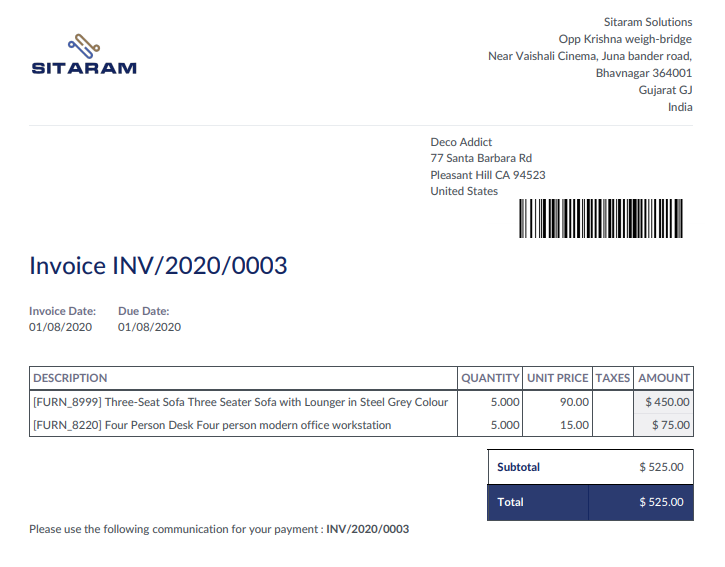 SITARAM
Sitaram Solutions
Opp Krishna weigh-bridge
Near Vaishali Cinema, Juna bander road,
Bhavnagar 364001
Gujarat GJ
India
Deco Addict
77 Santa Barbara Rd
Pleasant Hill CA 94523
United States
Invoice INV/2020/0003
Invoice Date: Due Date:
01/08/2020 01/08/2020
DESCRIPTION QUANTITY UNIT PRICE TAXES AMOUNT
[FURN_8999] Three-Seat Sofa Three Seater Sofa with Lounger in Steel Grey Colour 5.000 90.00 $ 450.00
[FURN_8220] Four Person Desk Four person modern office workstation 5.000 15.00 $ 75.00
Subtotal $ 525.00
Total $ 525.00
Please use the following communication for your payment : INV/2020/0003